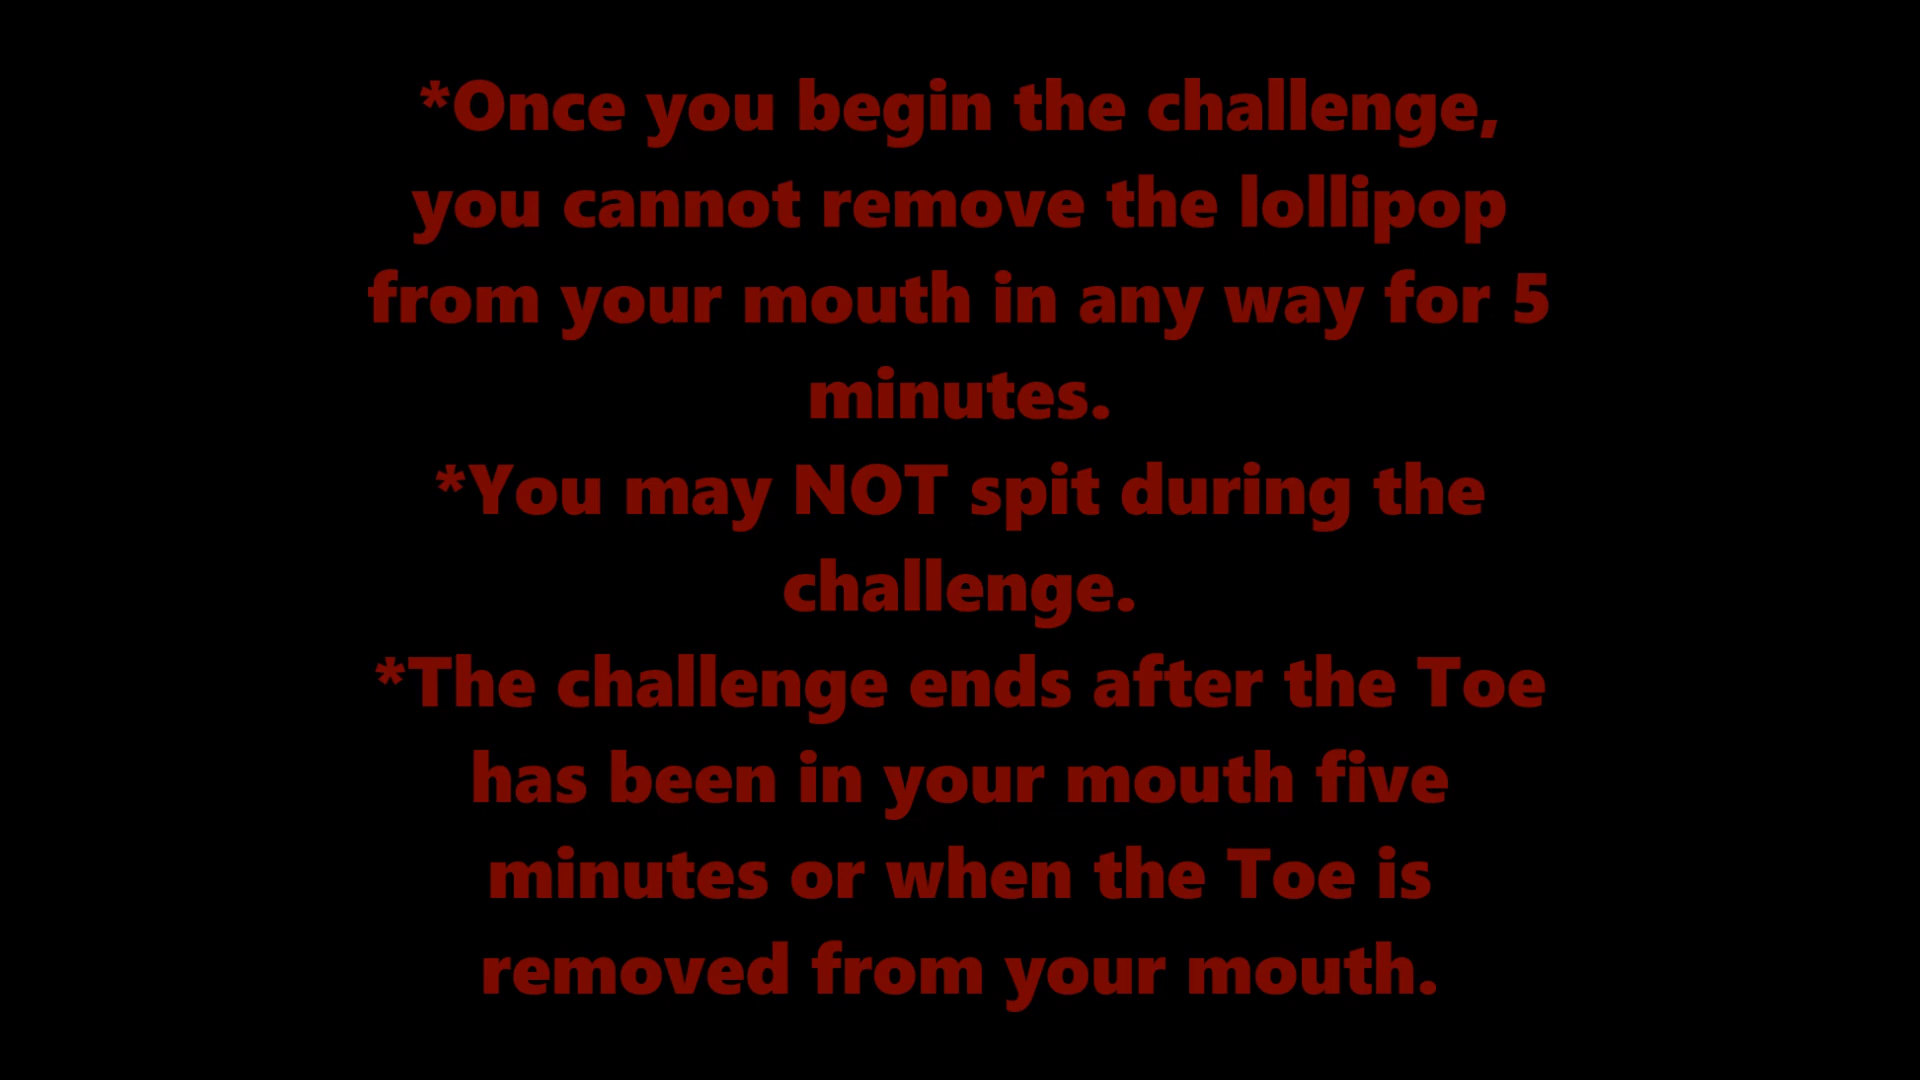 *Once you begin the challenge,
you cannot remove the lollipop
from your mouth in any way for 5
minutes.
*You may NOT spit during the
challenge.
*The challenge ends after the Toe
has been in your mouth five
minutes or when the Toe is
removed from your mouth.